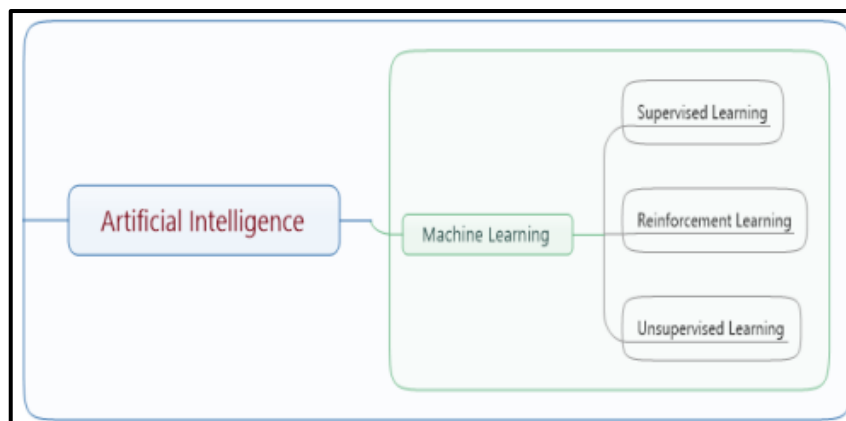 Artificial Intelligence
Machine Learning
Supervised Learning
Reinforcement Learning
Unsupervised Learning